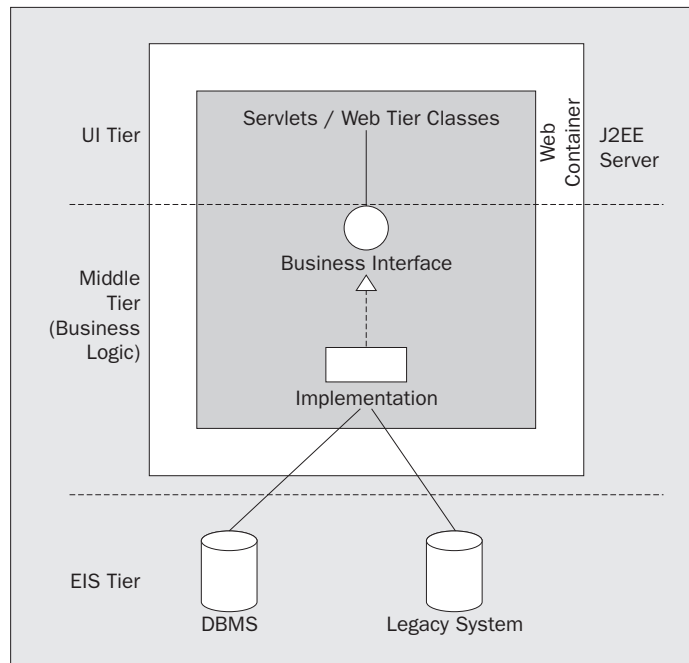 Servlets / Web Tier Classes
UI Tier
Web
Container
J2EE
Server
Business Interface
Middle
Tier
(Business
Logic)
Implementation
EIS Tier
DBMS
Legacy System